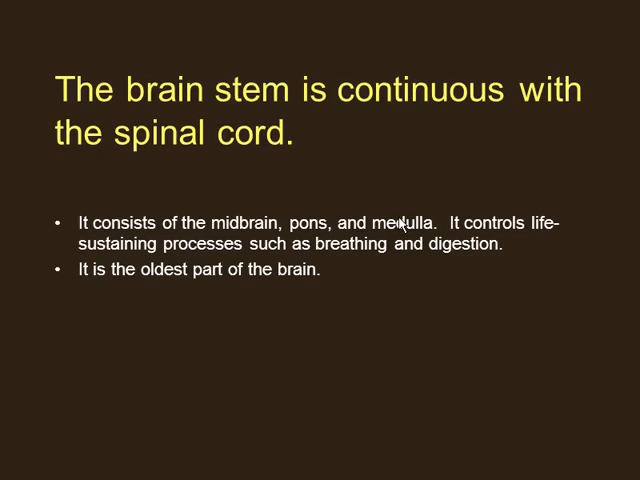 The brain stem is continuous with
the spinal cord.
• It consists of the midbrain, pons, and medulla. It controls life-
sustaining processes such as breathing and digestion.
• It is the oldest part of the brain.